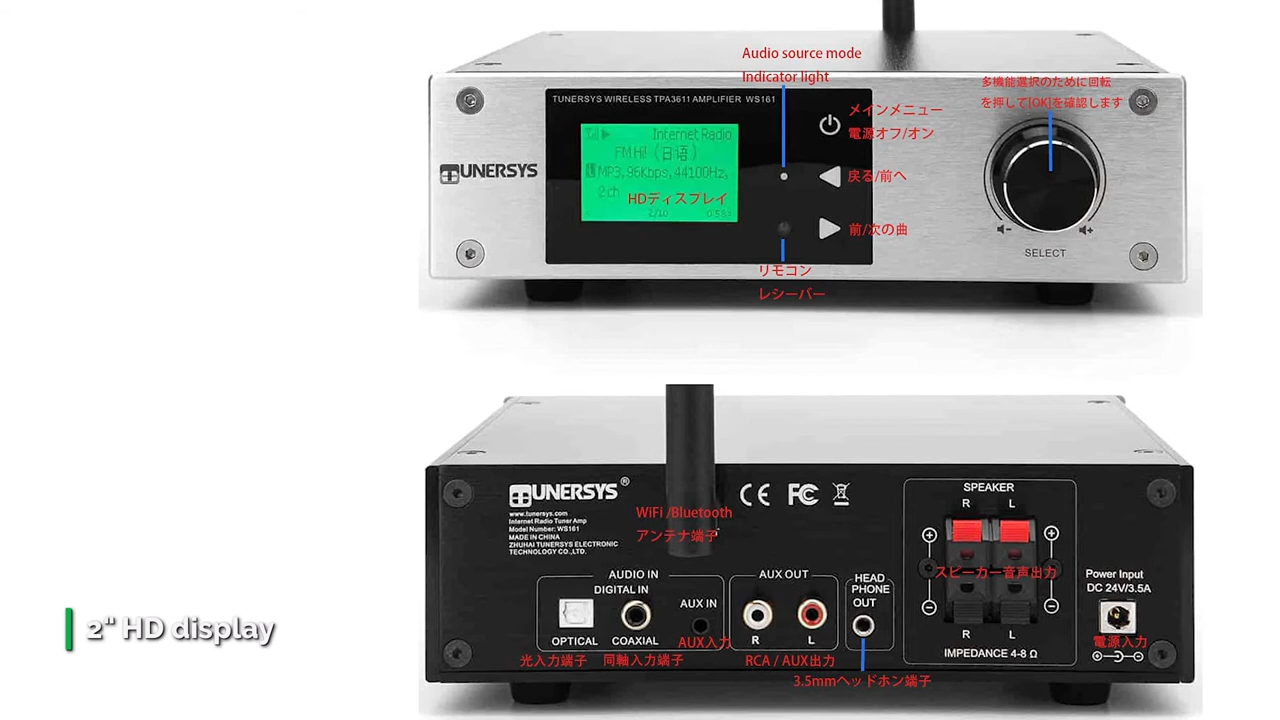 Audio source mode
Indicator light
TUNERSYS WIRELESS TPA3611 AMPLIFIER WS161
メインメニュー
電源オフ/オン
多機能選択のために回転
を押して[OK]を確認します
Internet Radio
FM Hi! (日语)
MP3,96Kbps,44100Hz,
2 ch
HDディスプレイ
2/10
TUNERSYS
戻る/前へ
前/次の曲
SELECT
リモコン
レシーバー
TUNERSYS®
www.tunersys.com
Internet Radio Tuner Amp
Model Number: WS161
MADE IN CHINA
ZHUHAI TUNERSYS ELECTRONIC
TECHNOLOGY CO.,LTD.
WiFi /Bluetooth
アンテナ端子
CE FC
SPEAKER
R L
スピーカー音声出力
R L
IMPEDANCE 4-8 Ω
Power Input
DC 24V/3.5A
電源入力
AUDIO IN
DIGITAL IN
AUX IN
OPTICAL
COAXIAL
AUX入力
光入力端子
同軸入力端子
AUX OUT
R L
RCA / AUX出力
HEAD
PHONE
OUT
3.5mmヘッドホン端子
2" HD display